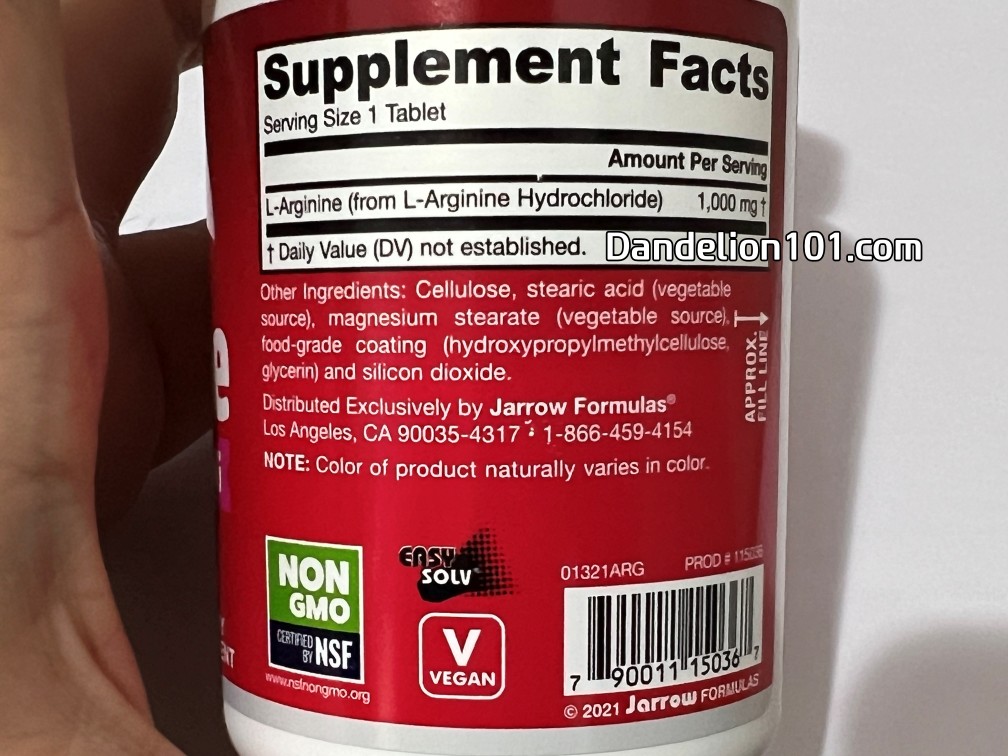 Supplement Facts
Serving Size 1 Tablet
Amount Per Serving
L-Arginine (from L-Arginine Hydrochloride) 1,000 mg †
† Daily Value (DV) not established.
Dandelion101.com
Other Ingredients: Cellulose, stearic acid (vegetable
source), magnesium stearate (vegetable source),
food-grade coating (hydroxypropylmethylcellulose,
glycerin) and silicon dioxide.
APPROX.
FILL LINE
Distributed Exclusively by Jarrow Formulas®
Los Angeles, CA 90035-4317 • 1-866-459-4154
NOTE: Color of product naturally varies in color.
NON
GMO
CERTIFIED
BY NSF
www.nsfnongmo.org
EASY
SOLV
V
VEGAN
01321ARG PROD # 115036
7 90011 15036 7
© 2021 Jarrow FORMULAS